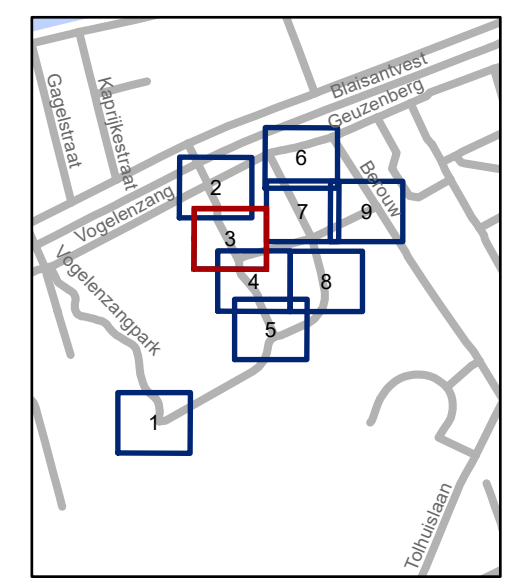 Blaisantvest
Geuzenberg
Gagelstraat
Kaprijkestraat
6
Berouw
2
7
9
Vogelenzang
3
Vogelenzangpark
4
8
5
1
Tolhuislaan